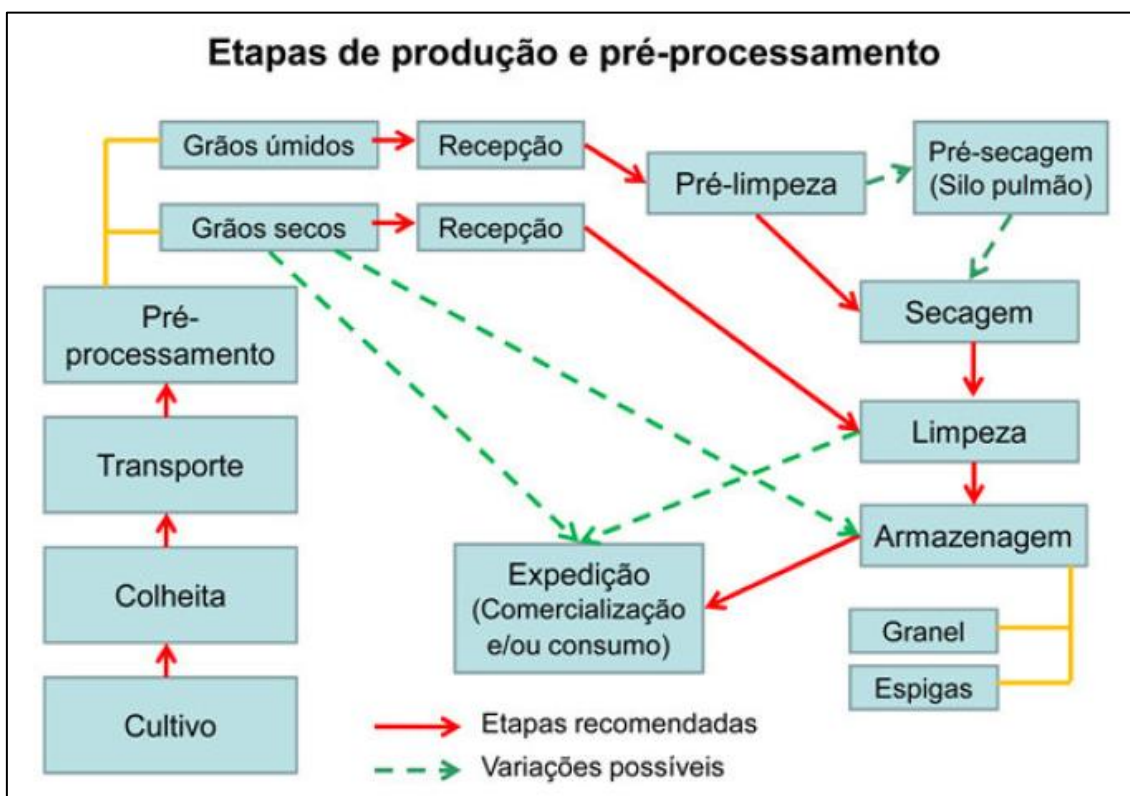 Etapas de produção e pré-processamento
Grãos úmidos
Recepção
Pré-limpeza
Pré-secagem
(Silo pulmão)
Grãos secos
Recepção
Secagem
Pré-
processamento
Limpeza
Transporte
Armazenagem
Colheita
Expedição
(Comercialização
e/ou consumo)
Granel
Espigas
Cultivo
Etapas recomendadas
Variações possíveis